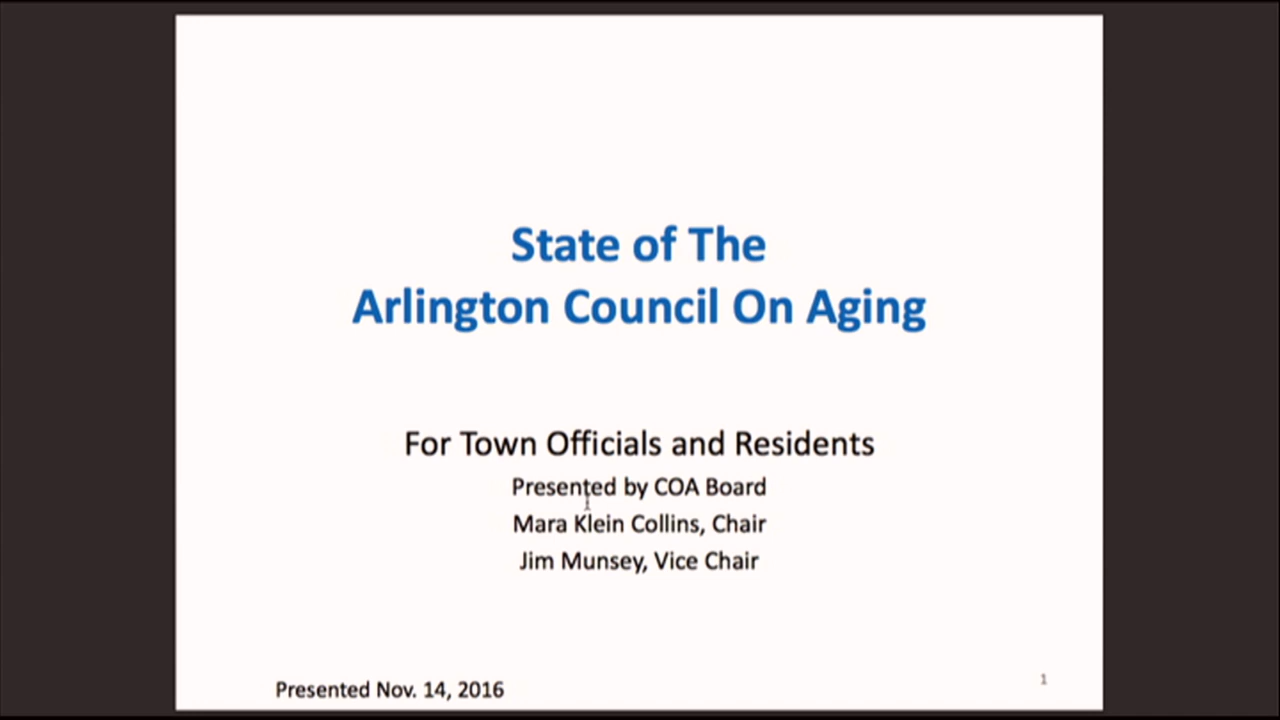 State of The
Arlington Council On Aging
For Town Officials and Residents
Presented by COA Board
Mara Klein Collins, Chair
Jim Munsey, Vice Chair
Presented Nov. 14, 2016
1